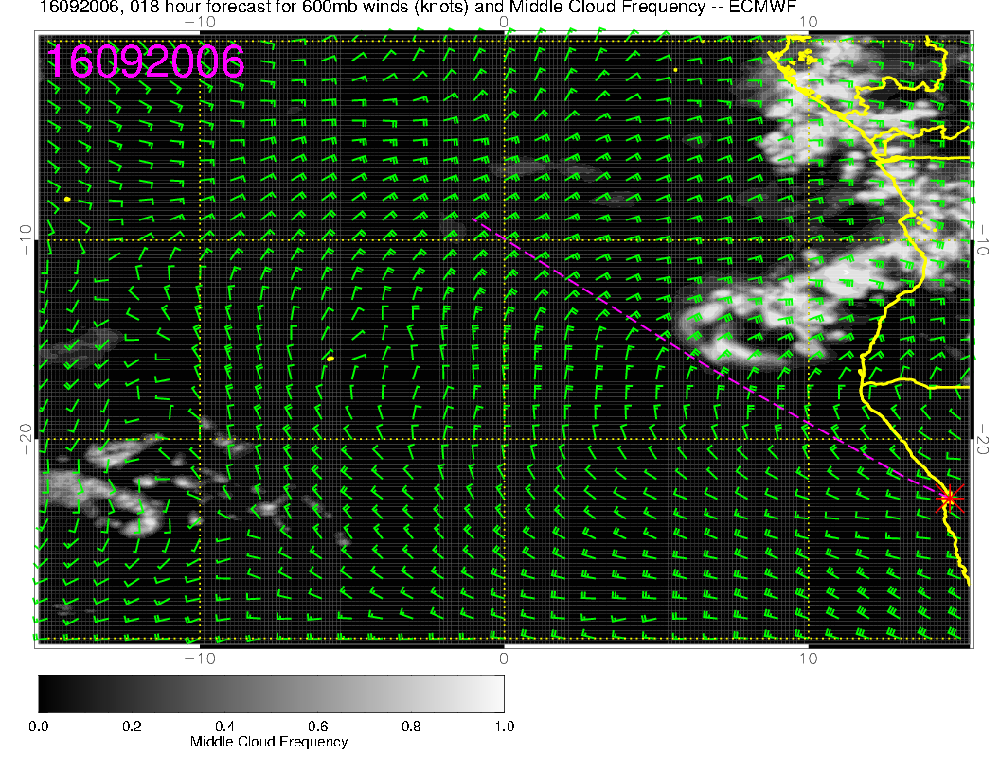 16092006, 018 hour forecast for 600mb winds (knots) and Middle Cloud Frequency -- ECMWF
−10 0 10
16092006
−10 −10
−20 −20
−10 0 10
0.0 0.2 0.4 0.6 0.8 1.0
Middle Cloud Frequency